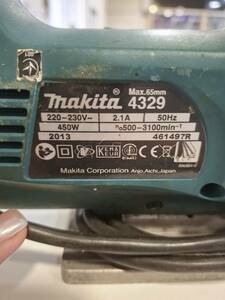 Max.65mm
makita 4329
220-230V~ 2.1A 50Hz
450W n₀500-3100min⁻¹
2013 461497R
CE
Makita Corporation Anjo, Aichi, Japan